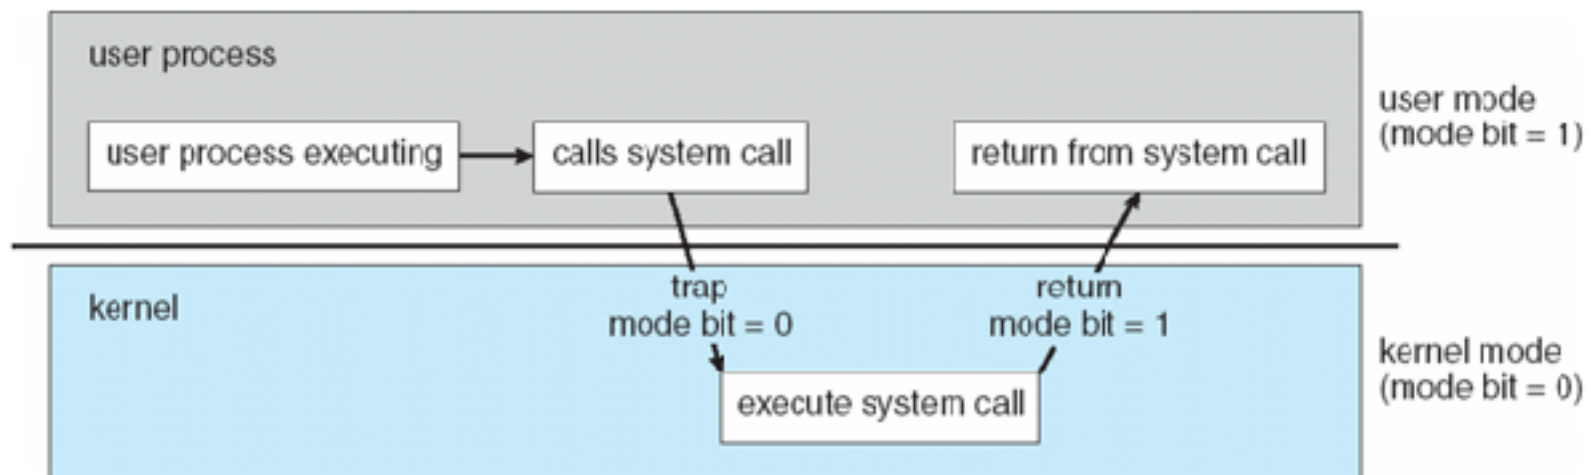 user process
user process executing
calls system call
return from system call
user mode
(mode bit = 1)
kernel
trap
mode bit = 0
return
mode bit = 1
execute system call
kernel mode
(mode bit = 0)